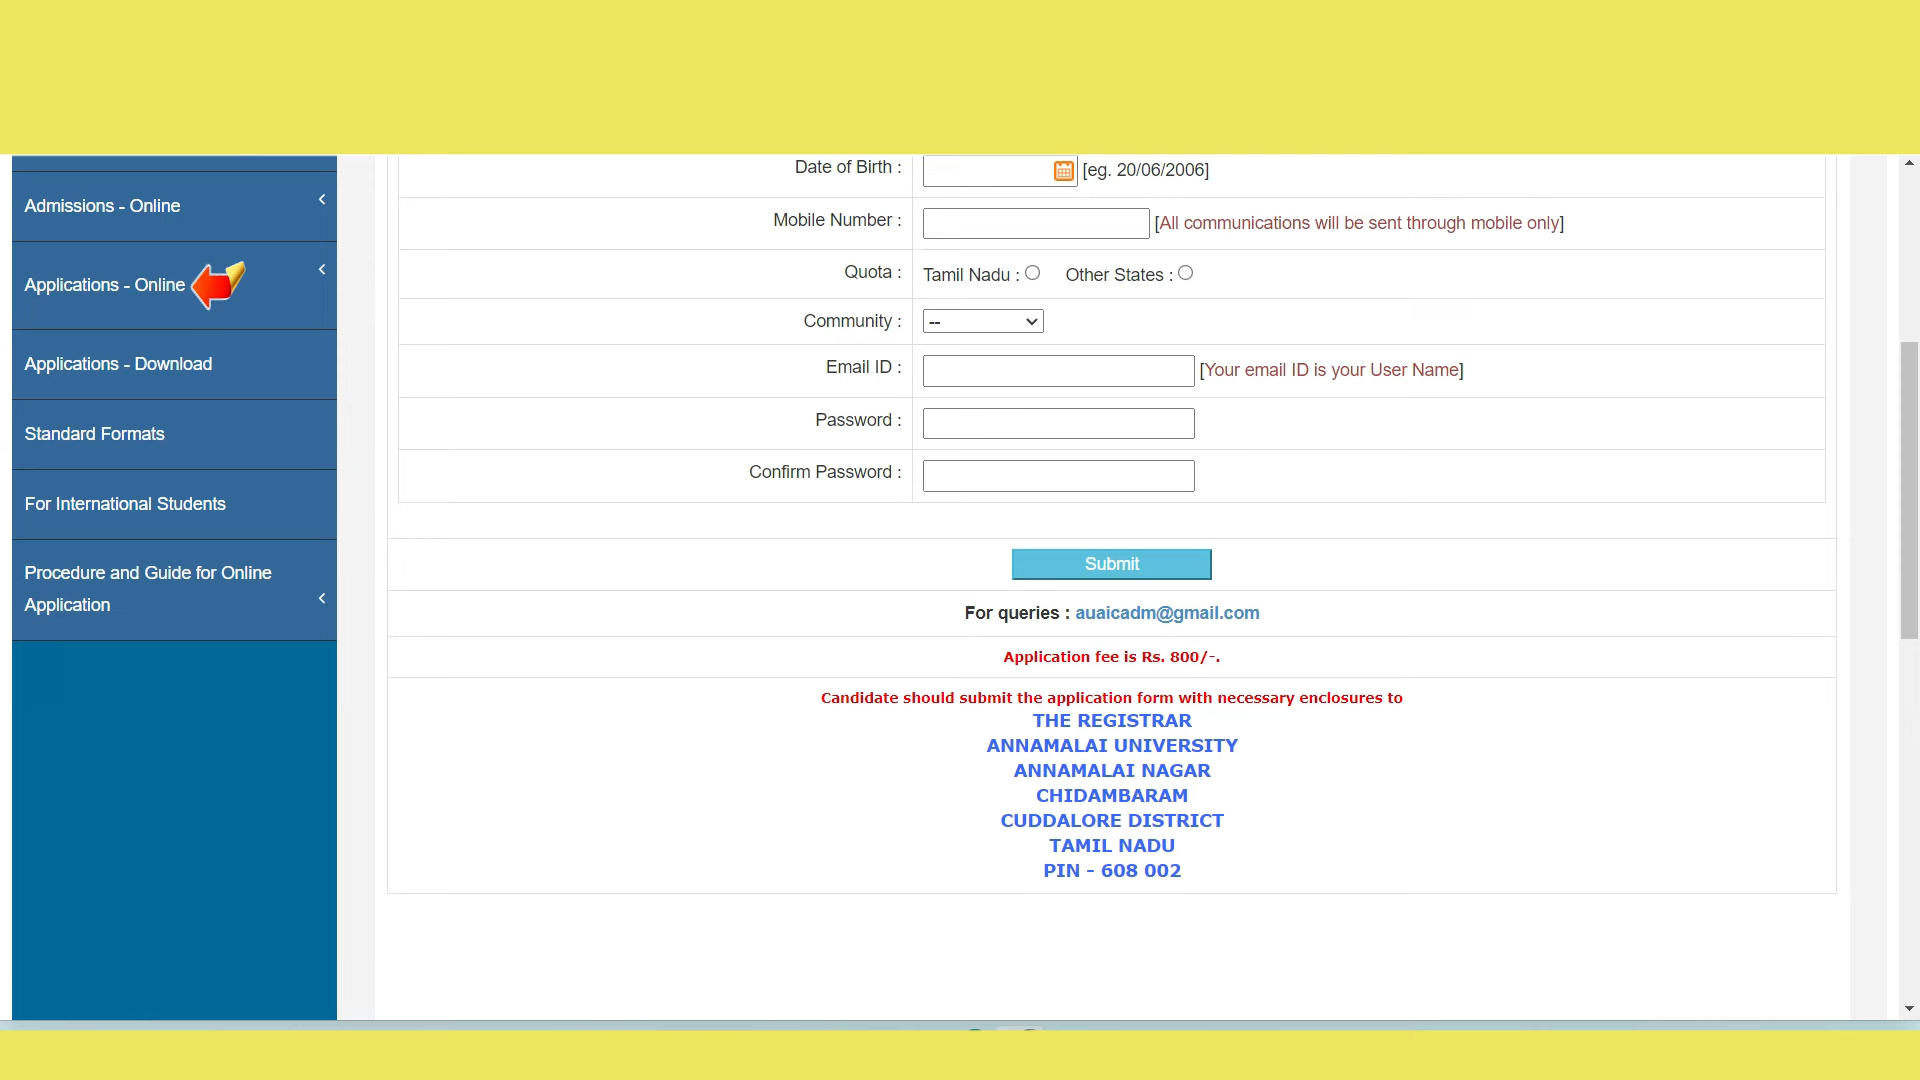 Admissions - Online
Applications - Online
Applications - Download
Standard Formats
For International Students
Procedure and Guide for Online
Application
Date of Birth : [eg. 20/06/2006]
Mobile Number : [All communications will be sent through mobile only]
Quota : Tamil Nadu : Other States :
Community : --
Email ID : [Your email ID is your User Name]
Password :
Confirm Password :
Submit
For queries : auaicadm@gmail.com
Application fee is Rs. 800/-.
Candidate should submit the application form with necessary enclosures to
THE REGISTRAR
ANNAMALAI UNIVERSITY
ANNAMALAI NAGAR
CHIDAMBARAM
CUDDALORE DISTRICT
TAMIL NADU
PIN - 608 002